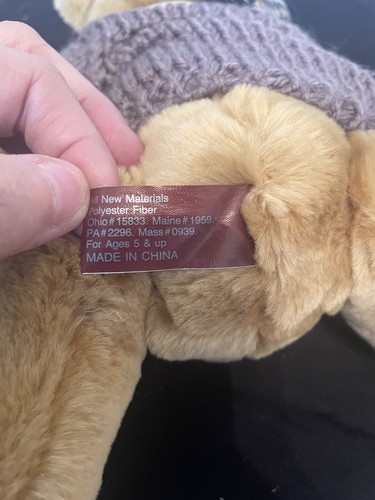 All New Materials
Polyester Fiber
Ohio#15833. Maine#1959.
PA#2296. Mass#0939
For Ages 5 & up
MADE IN CHINA